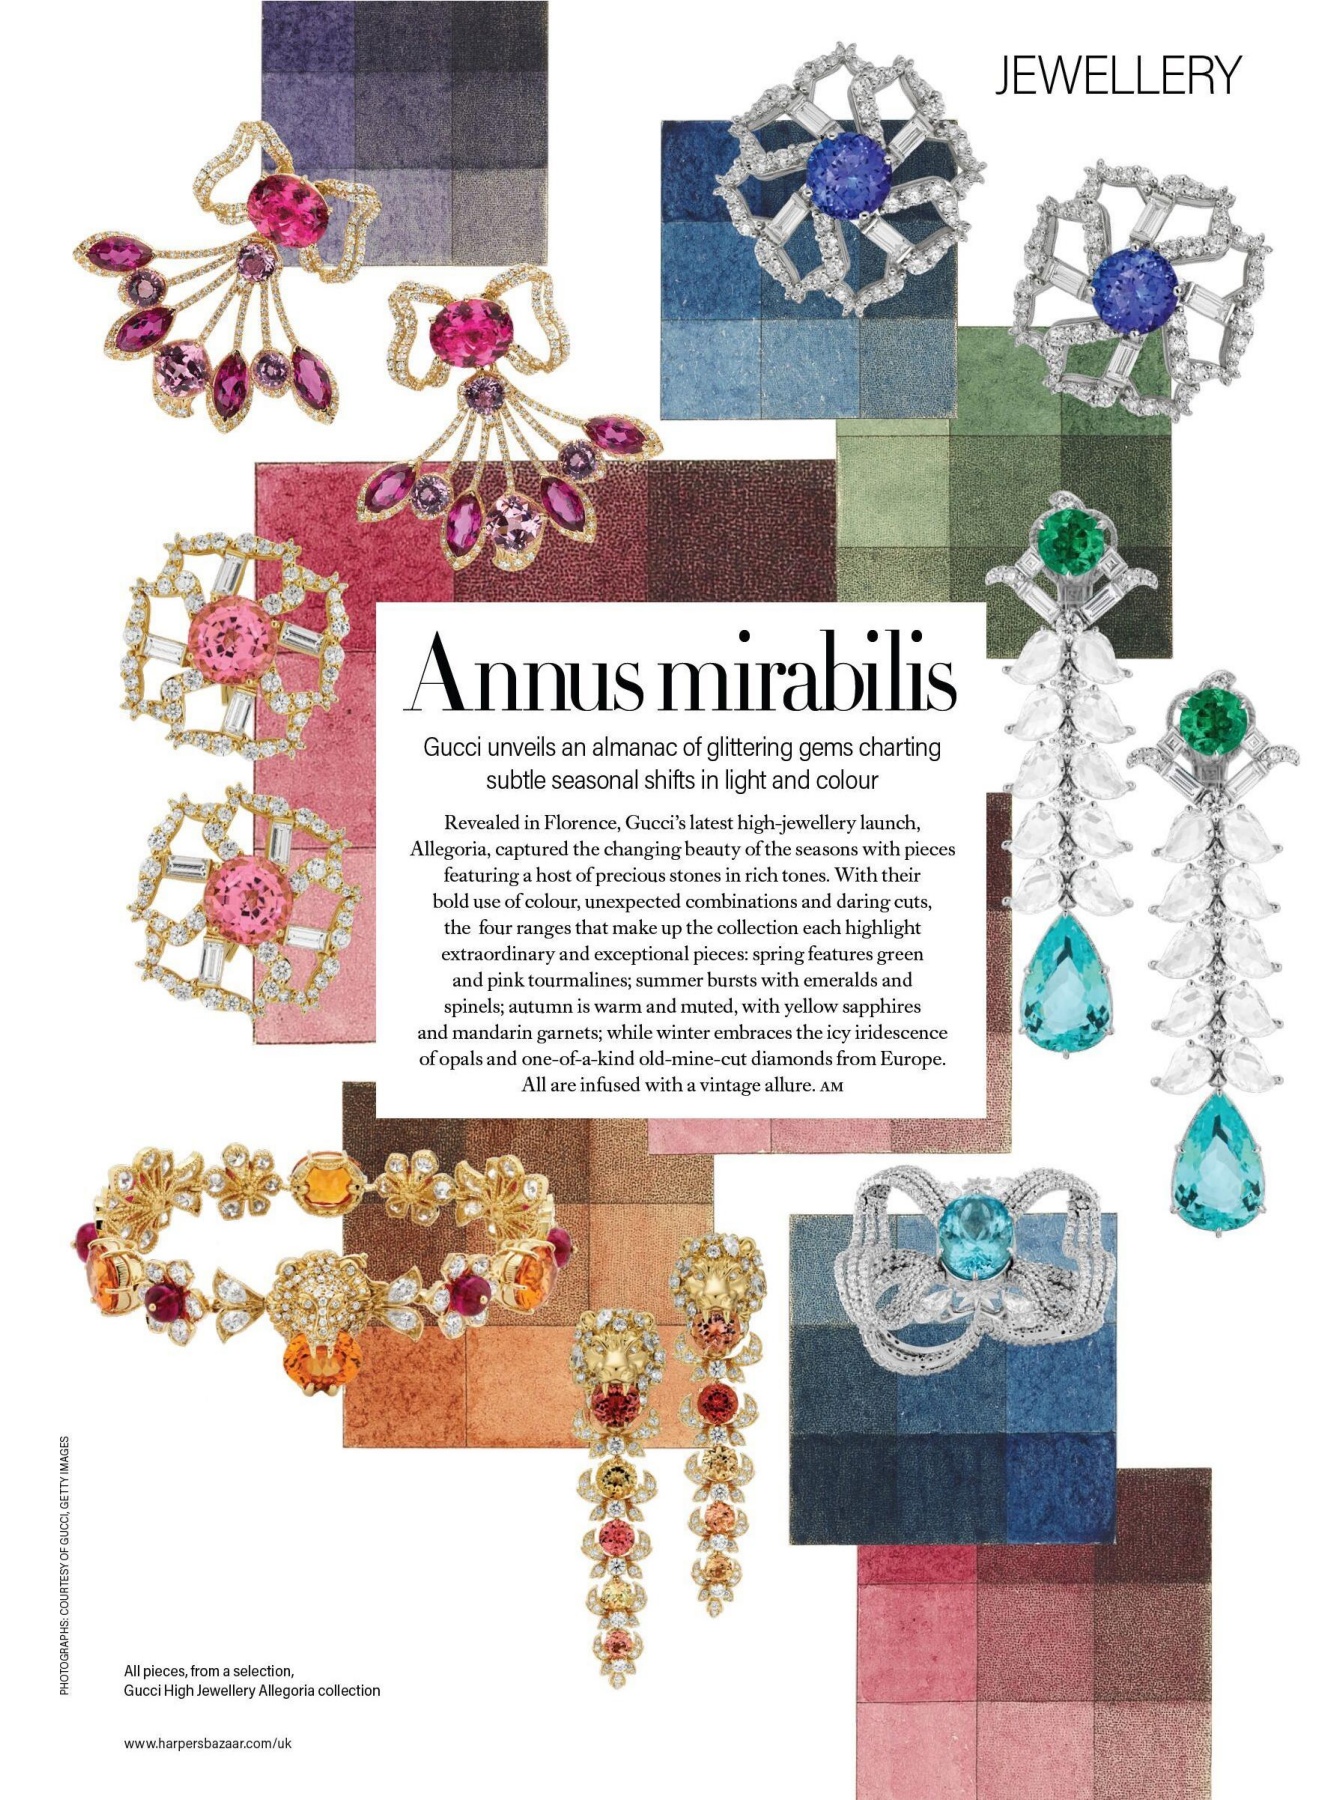 JEWELLERY
Annus mirabilis
Gucci unveils an almanac of glittering gems charting
subtle seasonal shifts in light and colour
Revealed in Florence, Gucci's latest high-jewellery launch,
Allegoria, captured the changing beauty of the seasons with pieces
featuring a host of precious stones in rich tones. With their
bold use of colour, unexpected combinations and daring cuts,
the four ranges that make up the collection each highlight
extraordinary and exceptional pieces: spring features green
and pink tourmalines; summer bursts with emeralds and
spinels; autumn is warm and muted, with yellow sapphires
and mandarin garnets; while winter embraces the icy iridescence
of opals and one-of-a-kind old-mine-cut diamonds from Europe.
All are infused with a vintage allure. AM
PHOTOGRAPHS: COURTESY OF GUCCI, GETTY IMAGES
All pieces, from a selection,
Gucci High Jewellery Allegoria collection
www.harpersbazaar.com/uk